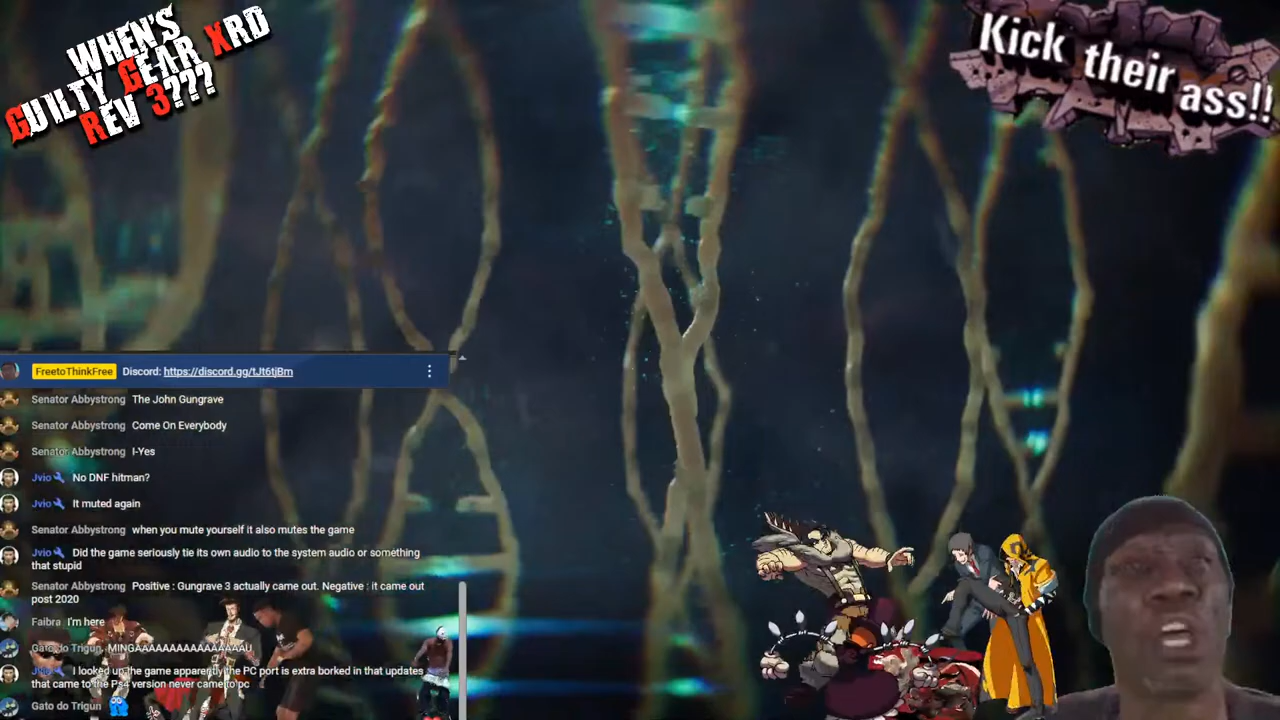 WHEN'S
GUILTY GEAR XRD
REV 3???
Kick their ass!!
FreetoThinkFree Discord: https://discord.gg/tJt6tjBm
Senator Abbystrong The John Gungrave
Senator Abbystrong Come On Everybody
Senator Abbystrong I-Yes
Jvio No DNF hitman?
Jvio It muted again
Senator Abbystrong when you mute yourself it also mutes the game
Jvio Did the game seriously tie its own audio to the system audio or something
that stupid
Senator Abbystrong Positive : Gungrave 3 actually came out. Negative : it came out
post 2020
Faibra I'm here
Gato do Trigun MINGAAAAAAAAAAAAAAAAU
Jvio I looked up the game apparently the PC port is extra borked in that updates
that came to the Ps4 version never came to pc
Gato do Trigun